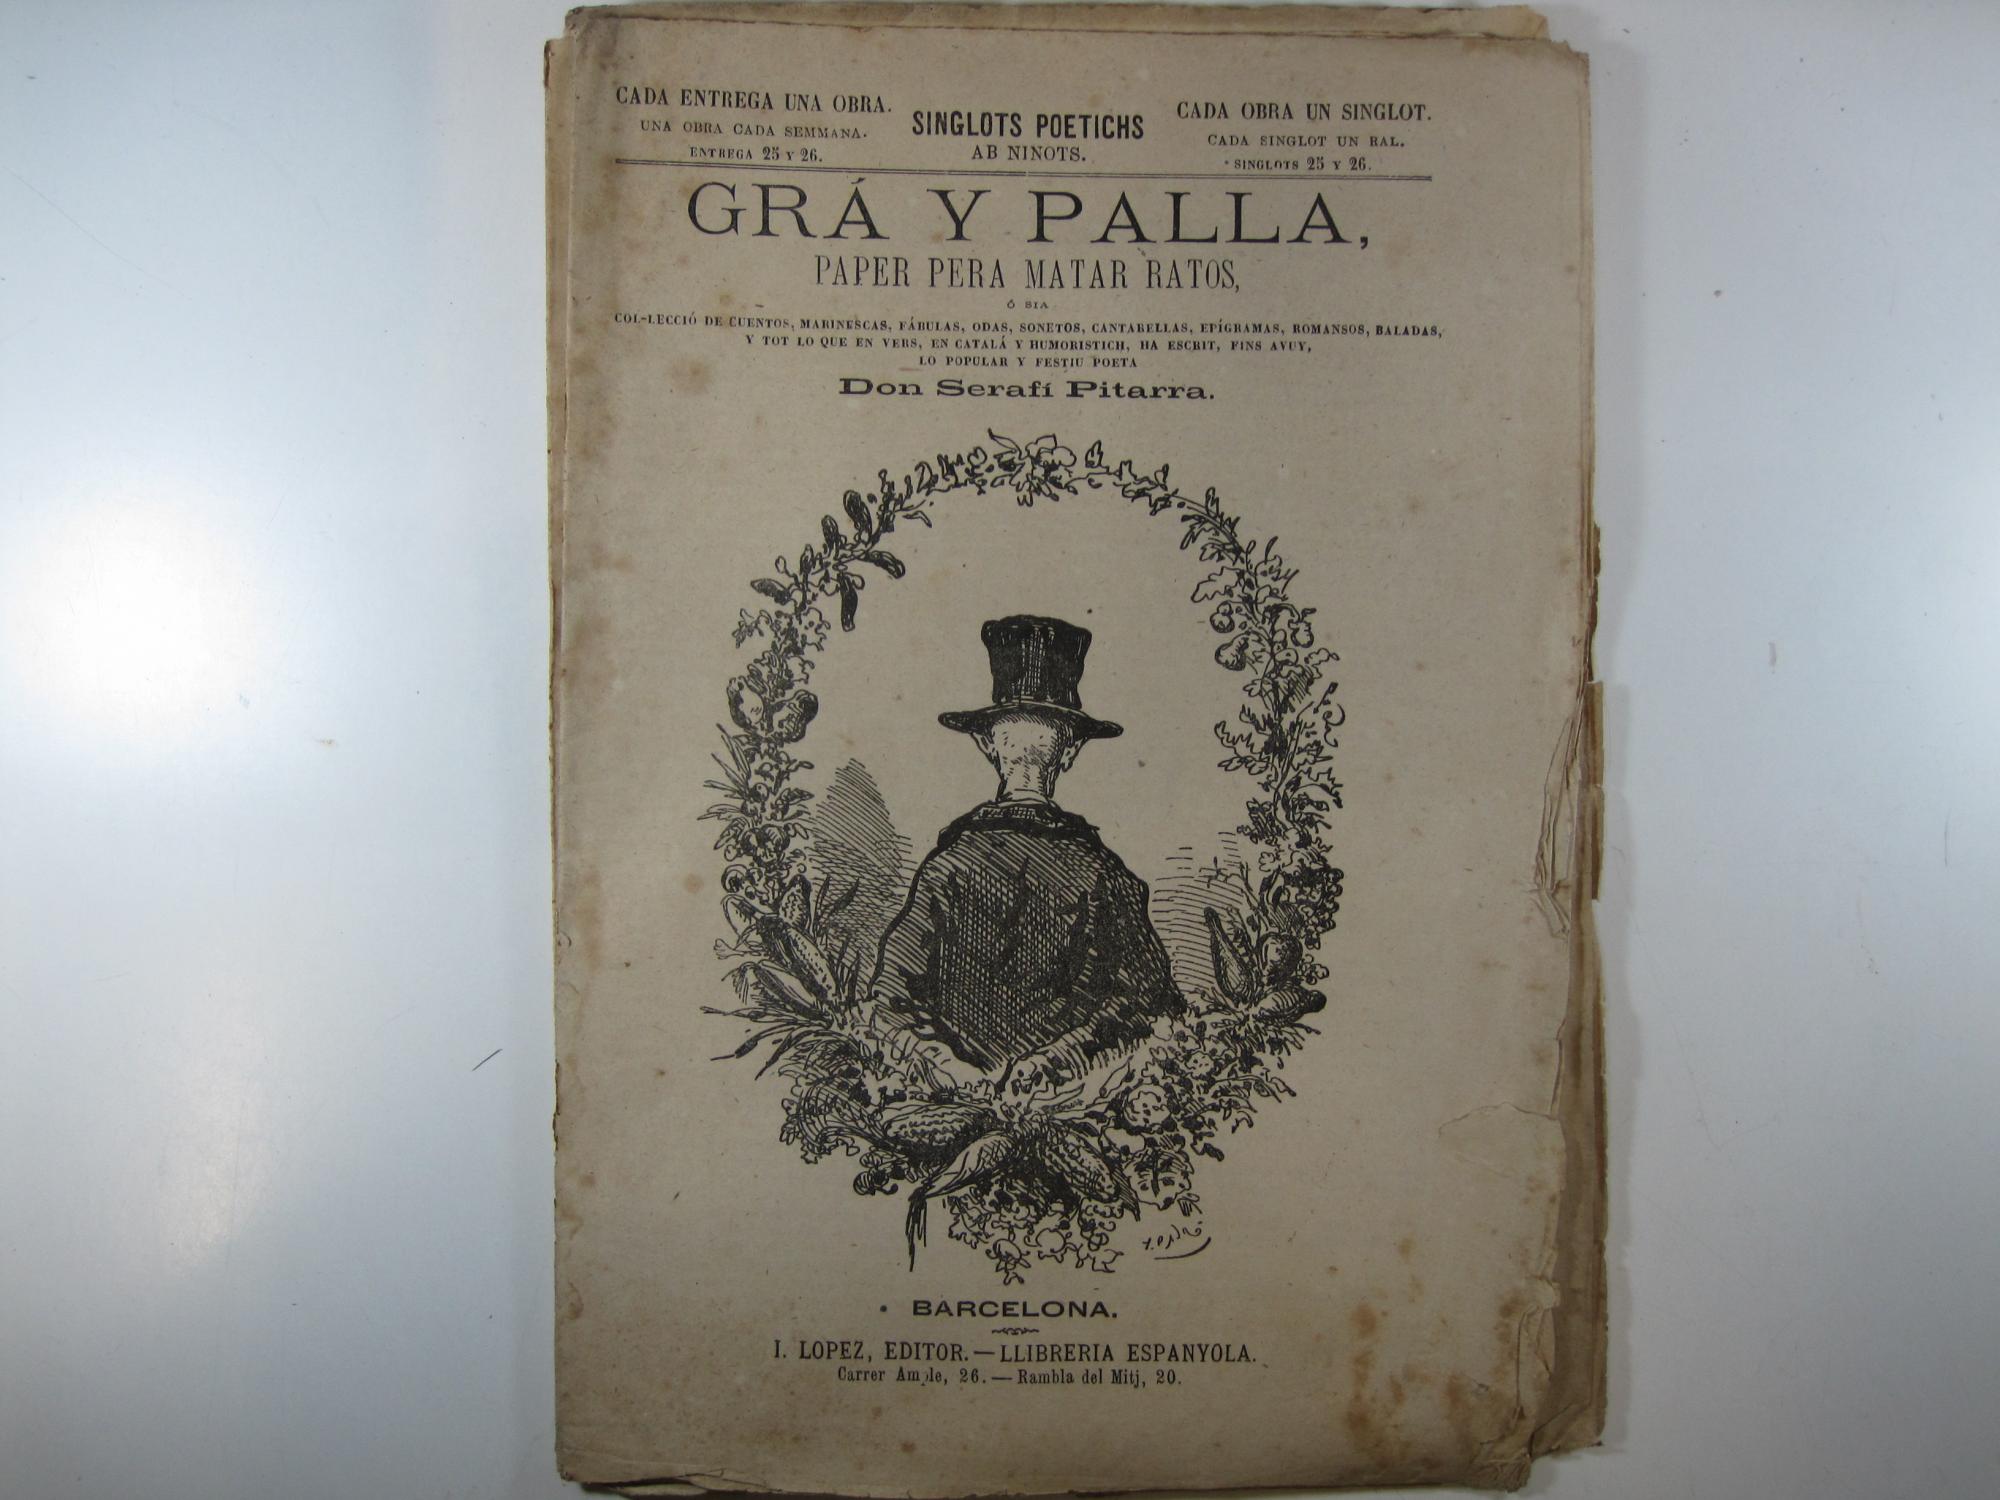 CADA ENTREGA UNA OBRA.
UNA OBRA CADA SEMMANA.
ENTREGA 25 Y 26.
SINGLOTS POETICHS
AB NINOTS.
CADA OBRA UN SINGLOT.
CADA SINGLOT UN RAL.
SINGLOTS 25 Y 26.
GRÁ Y PALLA,
PAPER PERA MATAR RATOS,
Ó SIA
COL-LECCIÓ DE CUENTOS, MARINESCAS, FÁBULAS, ODAS, SONETOS, CANTARELLAS, EPÍGRAMAS, ROMANSOS, BALADAS,
Y TOT LO QUE EN VERS, EN CATALÁ Y HUMORISTICH, HA ESCRIT, FINS AVUY,
LO POPULAR Y FESTIU POETA
Don Serafí Pitarra.
BARCELONA.
I. LOPEZ, EDITOR.—LLIBRERIA ESPANYOLA.
Carrer Ample, 26.—Rambla del Mitj, 20.